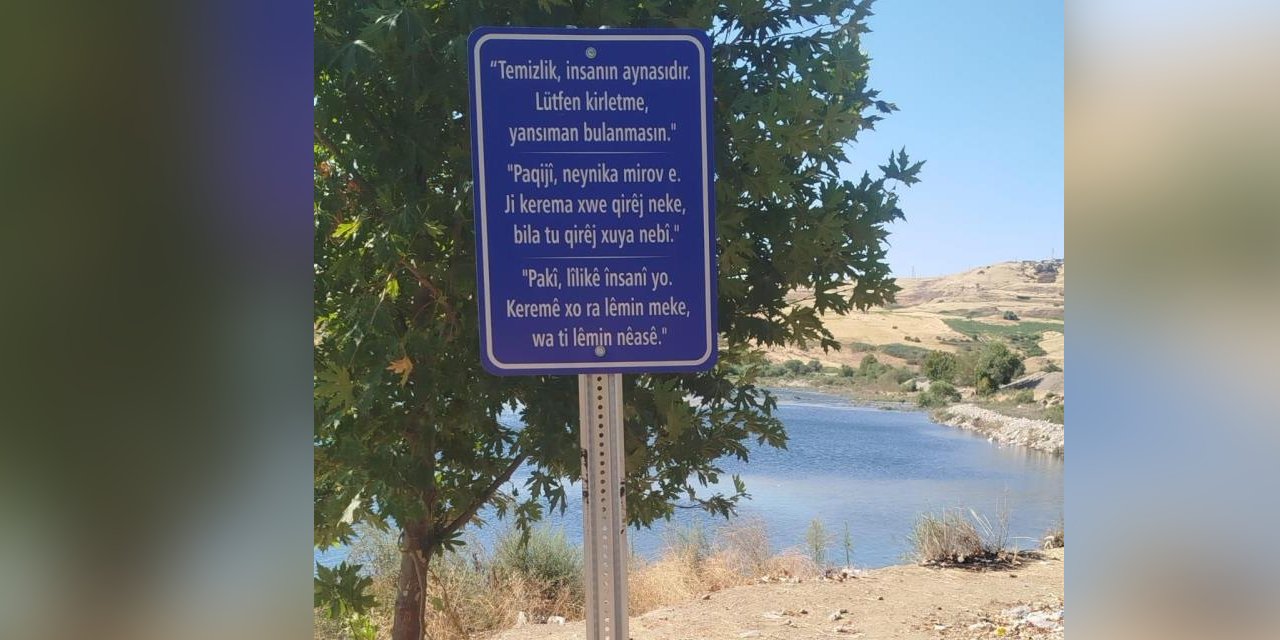 “Temizlik, insanın aynasıdır.
Lütfen kirletme,
yansıman bulanmasın."
"Paqijî, neynika mirov e.
Ji kerema xwe qirêj neke,
bila tu qirêj xuya nebî."
"Pakî, lîlikê însanî yo.
Keremê xo ra lêmin meke,
wa ti lêmin nêasê."